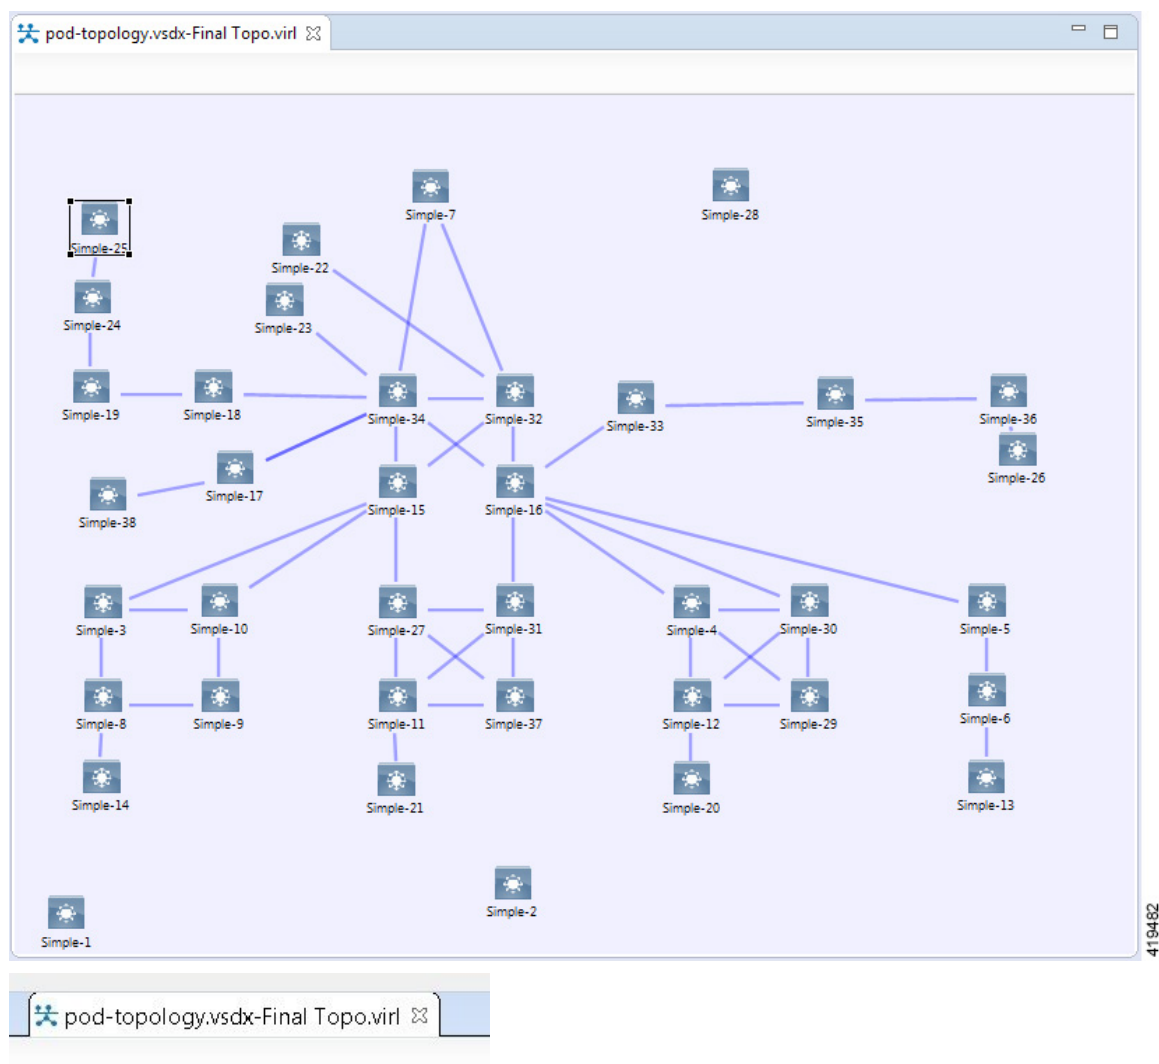 pod-topology.vsdx-Final Topo.virl
Simple-7
Simple-28
Simple-25
Simple-22
Simple-24
Simple-23
Simple-19
Simple-18
Simple-34
Simple-32
Simple-33
Simple-35
Simple-36
Simple-26
Simple-17
Simple-38
Simple-15
Simple-16
Simple-3
Simple-10
Simple-27
Simple-31
Simple-4
Simple-30
Simple-5
Simple-8
Simple-9
Simple-11
Simple-37
Simple-12
Simple-29
Simple-6
Simple-14
Simple-21
Simple-20
Simple-13
Simple-2
Simple-1
419482
pod-topology.vsdx-Final Topo.virl